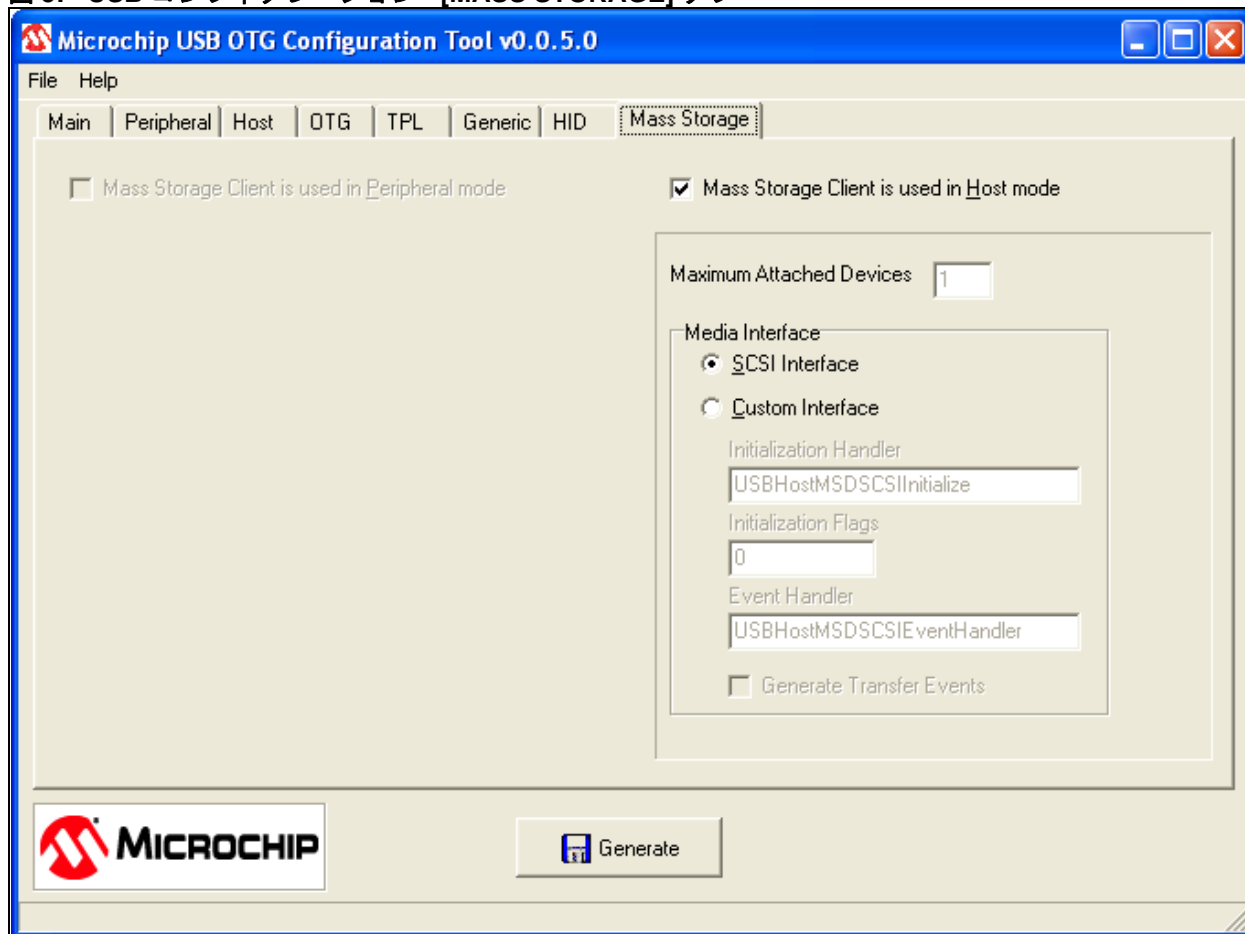 Microchip USB OTG Configuration Tool v0.0.5.0
File Help
Main Peripheral Host OTG TPL Generic HID Mass Storage
Mass Storage Client is used in Peripheral mode
Mass Storage Client is used in Host mode
Maximum Attached Devices 1
Media Interface
SCSI Interface
Custom Interface
Initialization Handler
USBHostMSDSCSIInitialize
Initialization Flags
0
Event Handler
USBHostMSDSCSIEventHandler
Generate Transfer Events
MICROCHIP
Generate